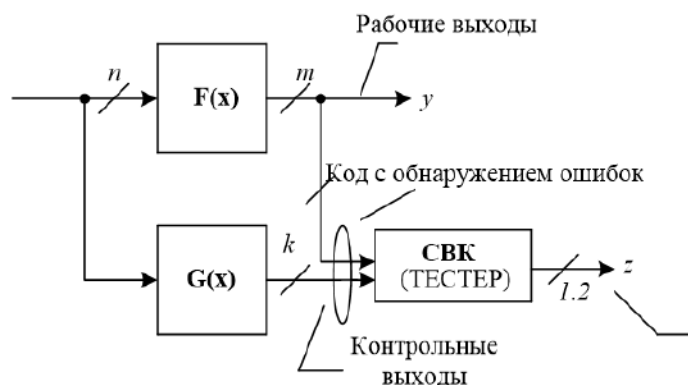 Рабочие выходы
n
F(x)
m
y
Код с обнаружением ошибок
k
G(x)
СВК
(ТЕСТЕР)
z
1.2
Контрольные
выходы